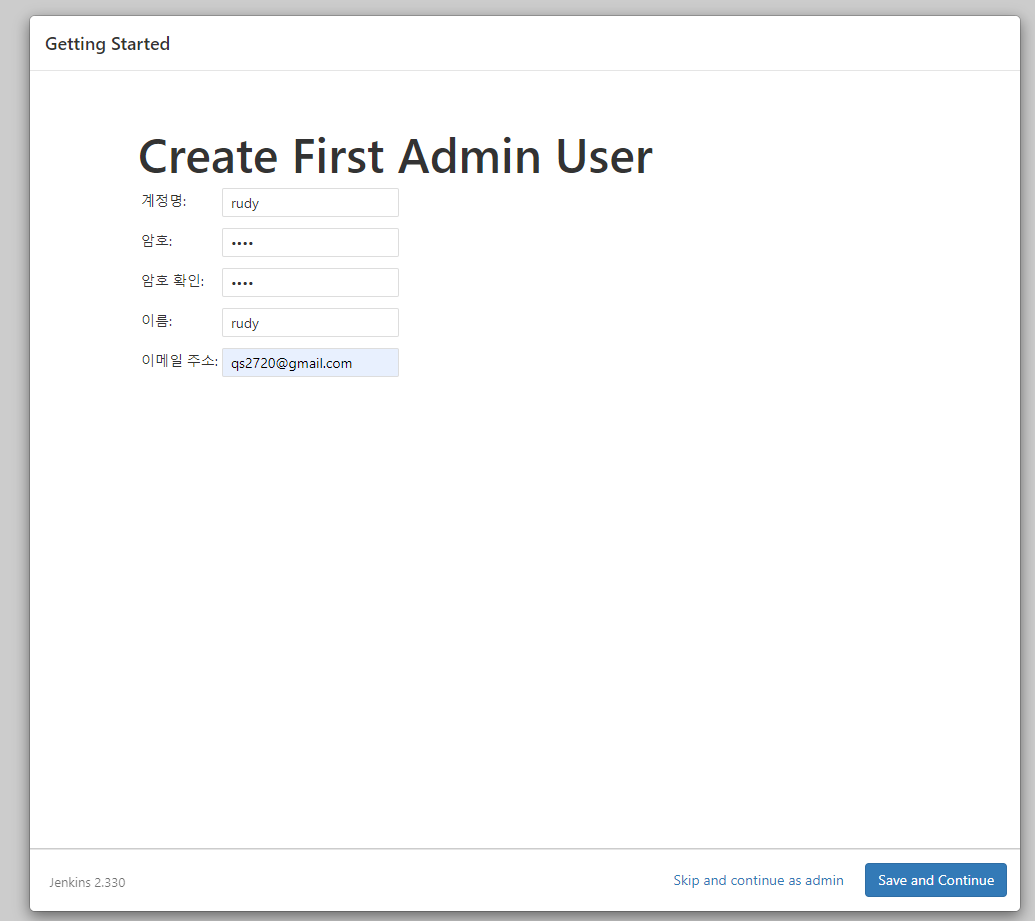 Getting Started
Create First Admin User
계정명: rudy
암호: ••••
암호 확인: ••••
이름: rudy
이메일 주소: qs2720@gmail.com
Jenkins 2.330 Skip and continue as admin Save and Continue